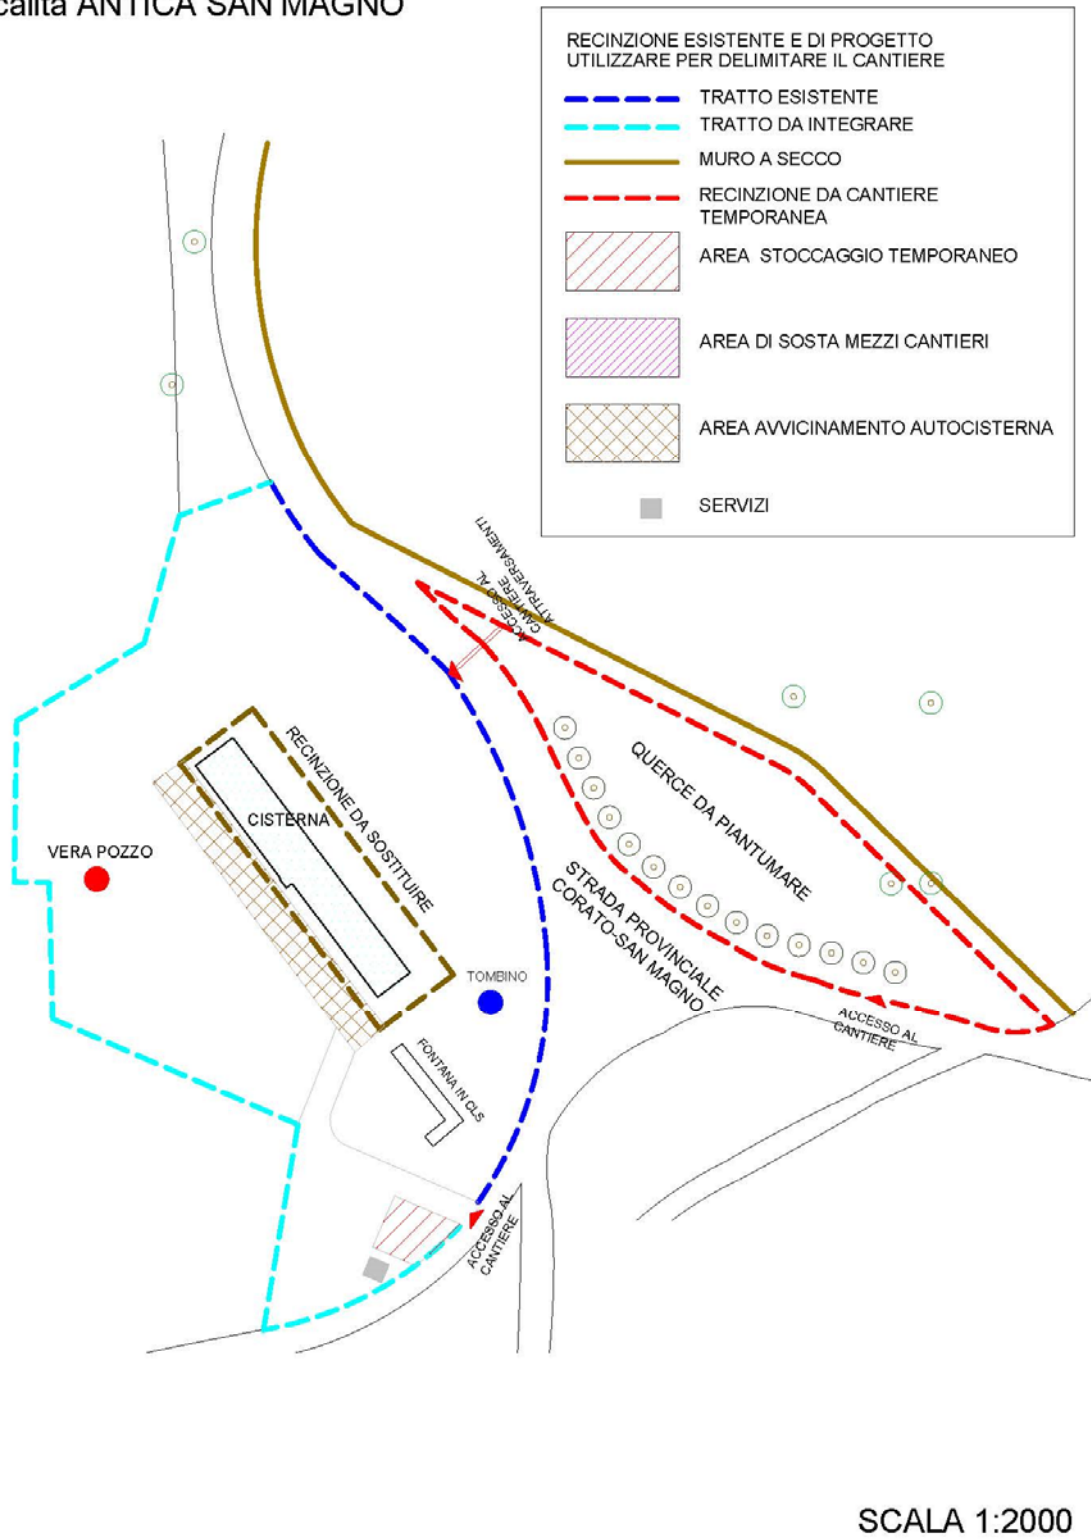 calità ANTICA SAN MAGNO
RECINZIONE ESISTENTE E DI PROGETTO
UTILIZZARE PER DELIMITARE IL CANTIERE
TRATTO ESISTENTE
TRATTO DA INTEGRARE
MURO A SECCO
RECINZIONE DA CANTIERE
TEMPORANEA
AREA STOCCAGGIO TEMPORANEO
AREA DI SOSTA MEZZI CANTIERI
AREA AVVICINAMENTO AUTOCISTERNA
SERVIZI
ACCESSO AL
CANTIERE
ATTRAVERSAMENTI
RECINZIONE DA SOSTITUIRE
CISTERNA
VERA POZZO
QUERCE DA PIANTUMARE
STRADA PROVINCIALE
CORATO-SAN MAGNO
TOMBINO
ACCESSO AL
CANTIERE
FONTANA IN CLS
ACCESSO AL
CANTIERE
SCALA 1:2000